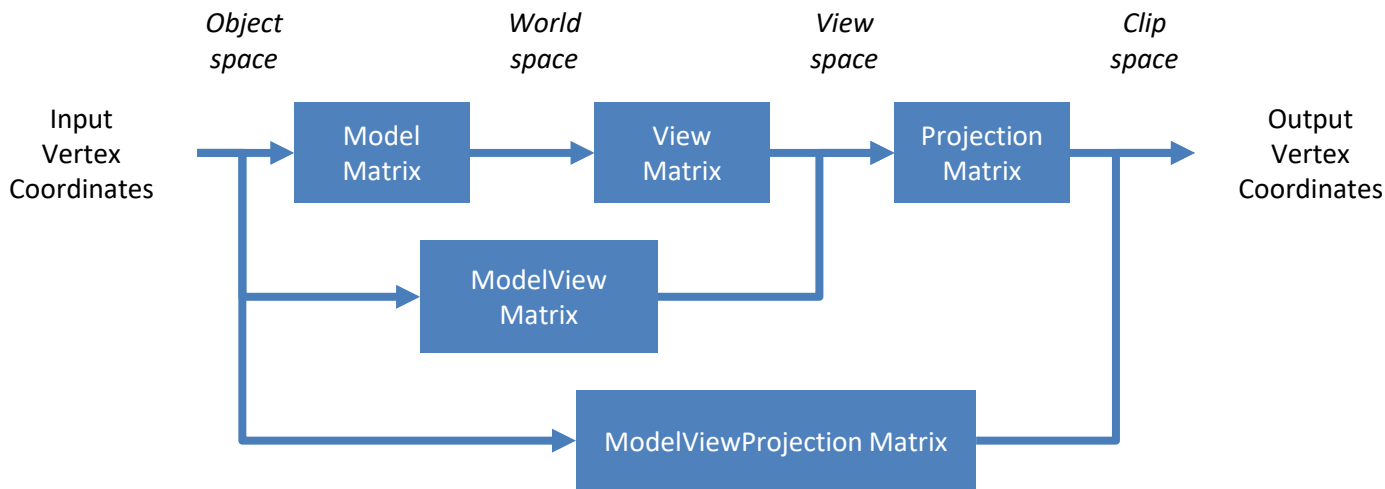 Object
space
World
space
View
space
Clip
space
Input
Vertex
Coordinates
Model
Matrix
View
Matrix
Projection
Matrix
Output
Vertex
Coordinates
ModelView
Matrix
ModelViewProjection Matrix